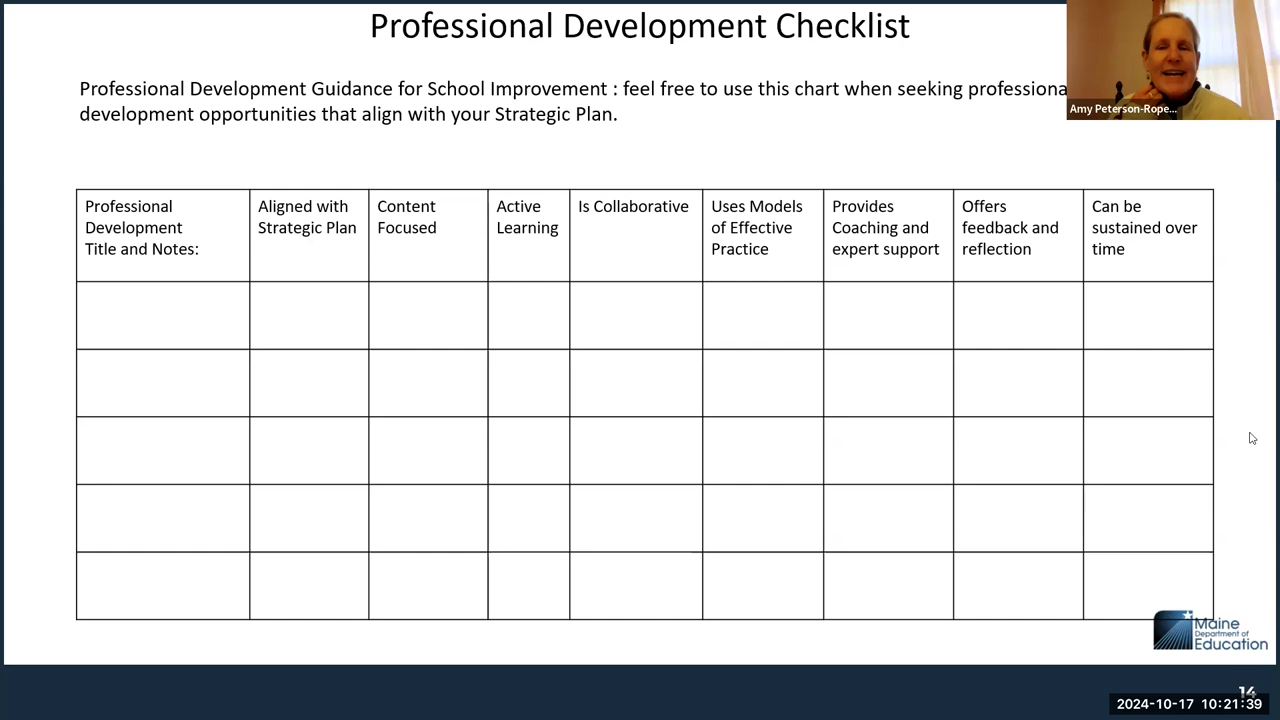 Professional Development Checklist
Professional Development Guidance for School Improvement : feel free to use this chart when seeking professiona
development opportunities that align with your Strategic Plan.
Amy Peterson-Rope...
Professional
Development
Title and Notes:
Aligned with
Strategic Plan
Content
Focused
Active
Learning
Is Collaborative
Uses Models
of Effective
Practice
Provides
Coaching and
expert support
Offers
feedback and
reflection
Can be
sustained over
time
Maine
Department of
Education
14
2024-10-17 10:21:39